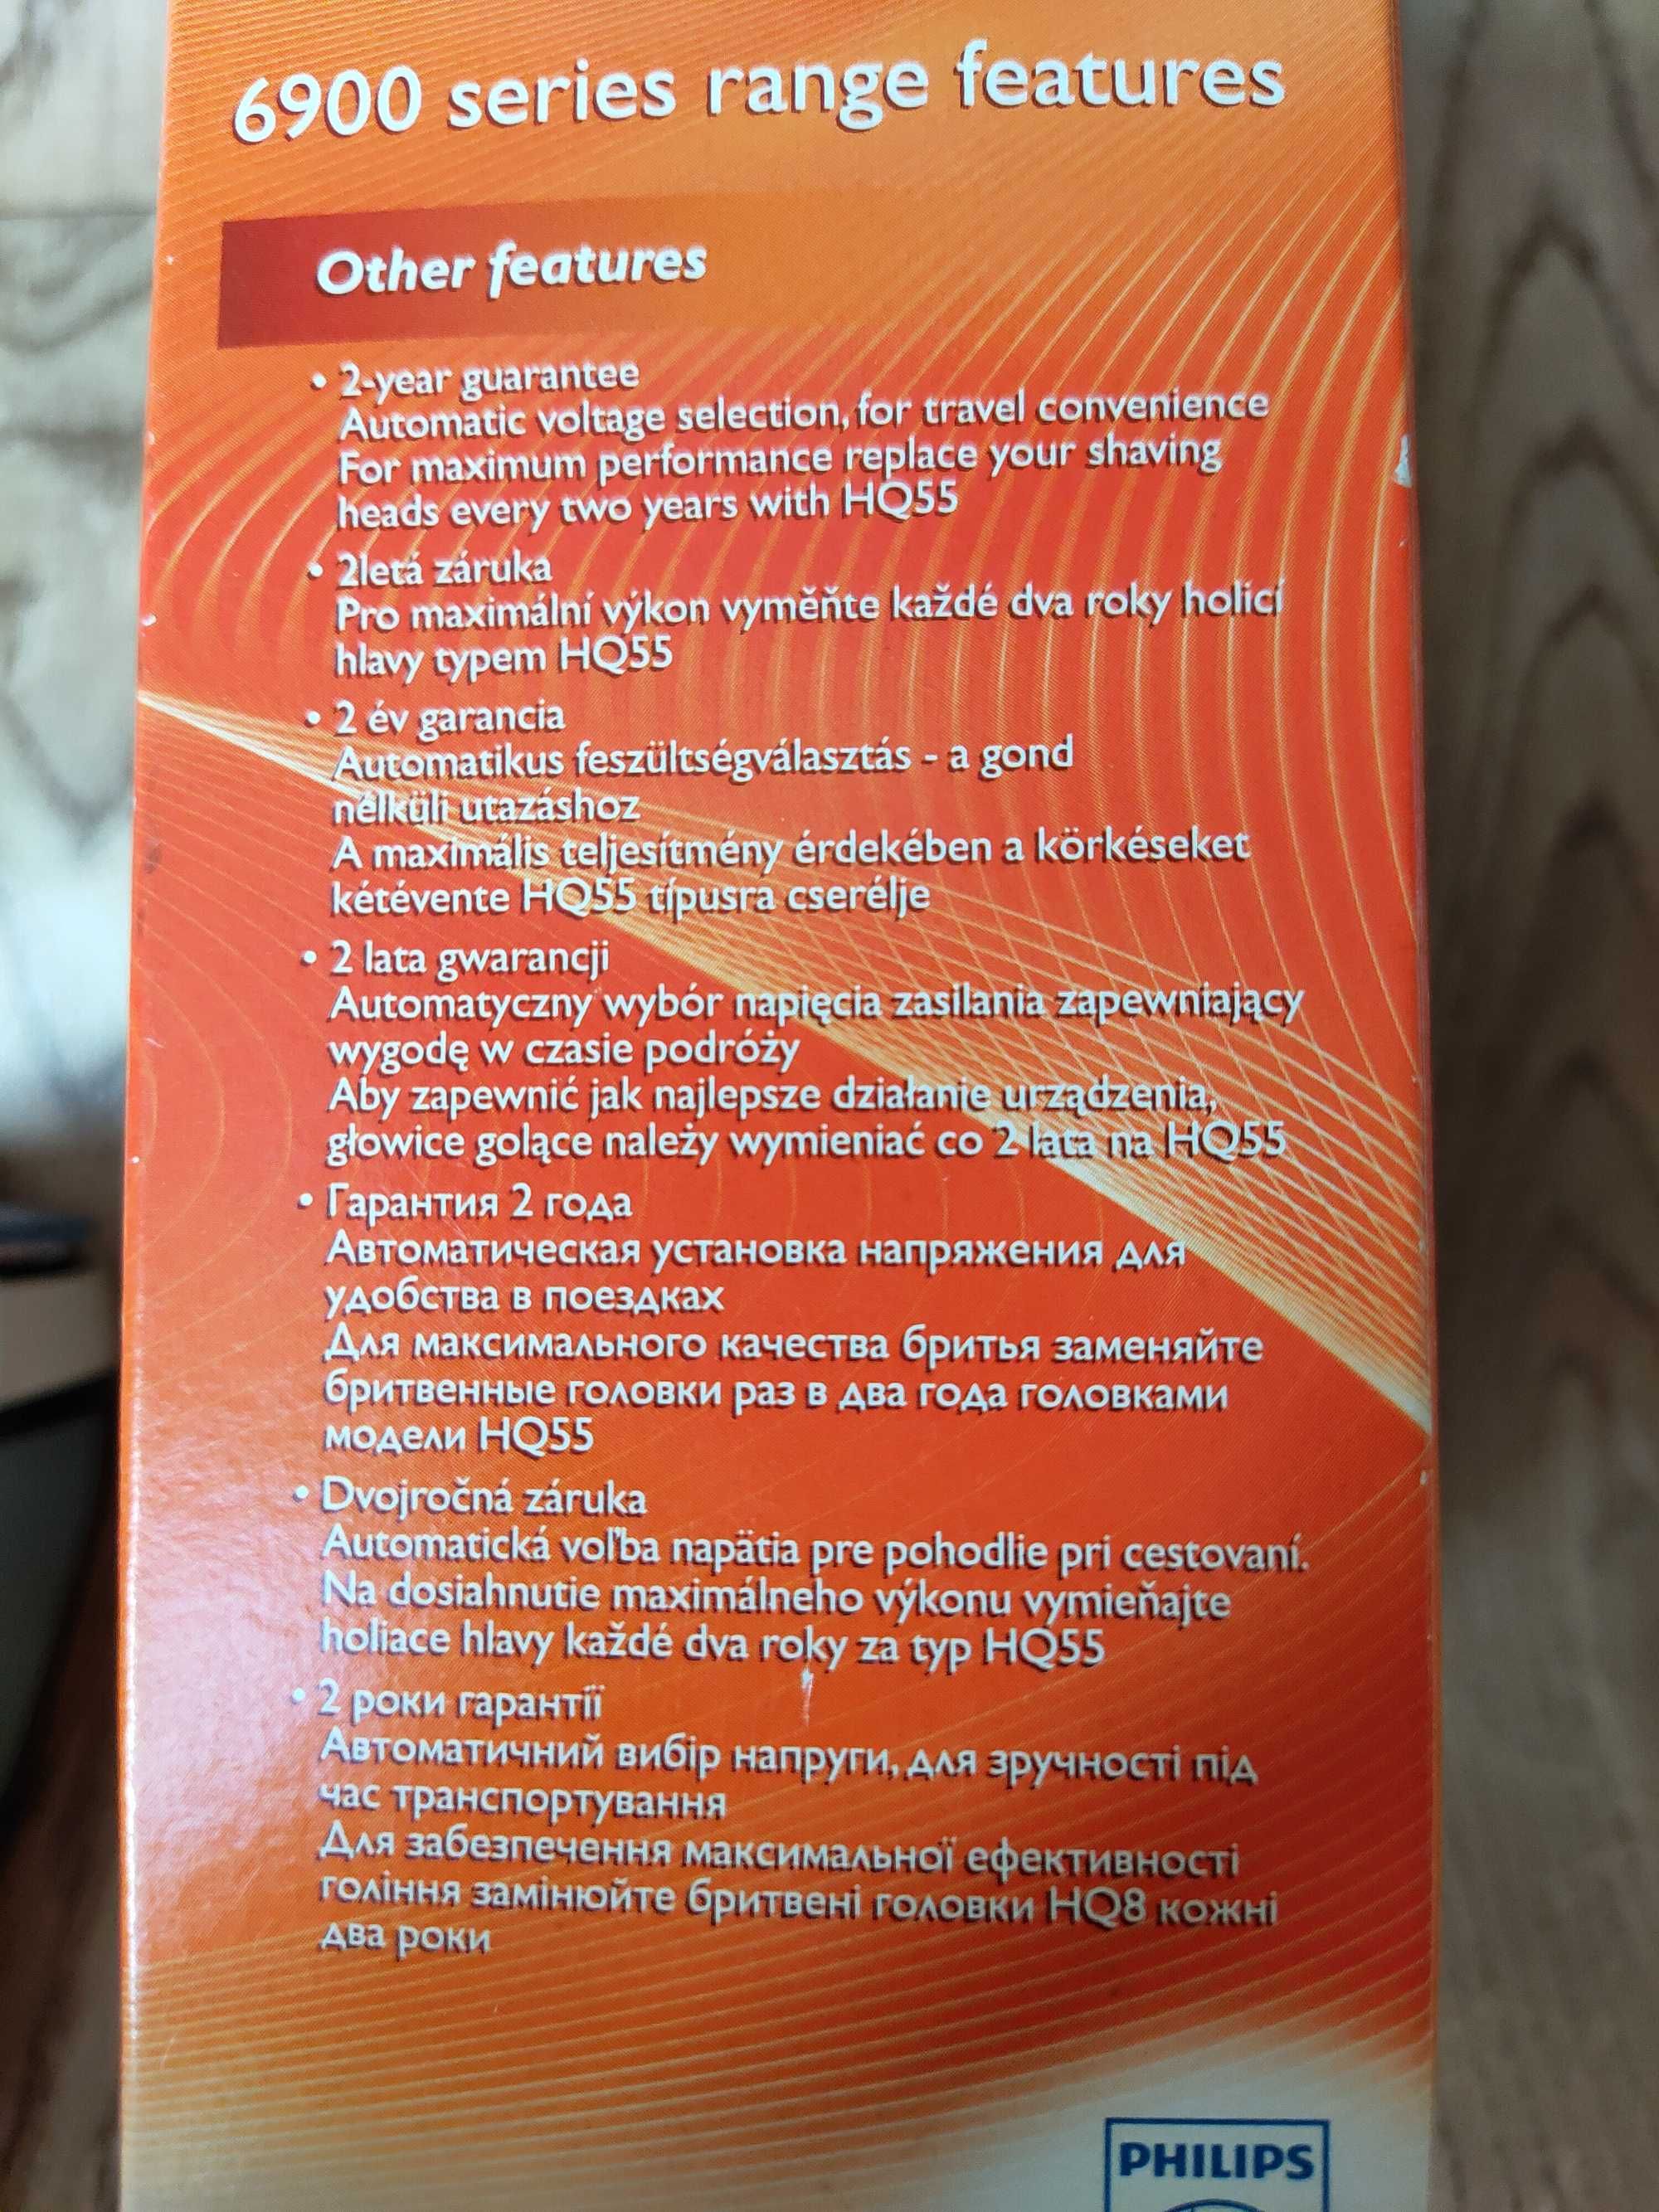 6900 series range features
Other features
• 2-year guarantee
Automatic voltage selection, for travel convenience
For maximum performance replace your shaving
heads every two years with HQ55
• 2letá záruka
Pro maximální výkon vyměňte každé dva roky holicí
hlavy typem HQ55
• 2 év garancia
Automatikus feszültségválasztás - a gond
nélküli utazáshoz
A maximális teljesítmény érdekében a körkéseket
kétévente HQ55 típusra cserélje
• 2 lata gwarancji
Automatyczny wybór napięcia zasilania zapewniający
wygodę w czasie podróży
Aby zapewnić jak najlepsze działanie urządzenia,
głowice golące należy wymieniać co 2 lata na HQ55
• Гарантия 2 года
Автоматическая установка напряжения для
удобства в поездках
Для максимального качества бритья заменяйте
бритвенные головки раз в два года головками
модели HQ55
• Dvojročná záruka
Automatická voľba napätia pre pohodlie pri cestovaní.
Na dosiahnutie maximálneho výkonu vymieňajte
holiace hlavy každé dva roky za typ HQ55
• 2 роки гарантії
Автоматичний вибір напруги, для зручності під
час транспортування
Для забезпечення максимальної ефективності
гоління замінюйте бритвені головки HQ8 кожні
два роки
PHILIPS